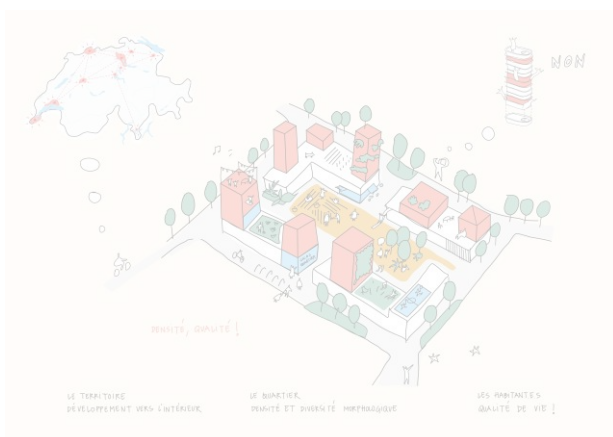 NON
DENSITÉ, QUALITÉ !
LE TERRITOIRE
DÉVELOPPEMENT VERS L'INTÉRIEUR
LE QUARTIER
DENSITÉ ET DIVERSITÉ MORPHOLOGIQUE
LES HABITANTES
QUALITÉ DE VIE !